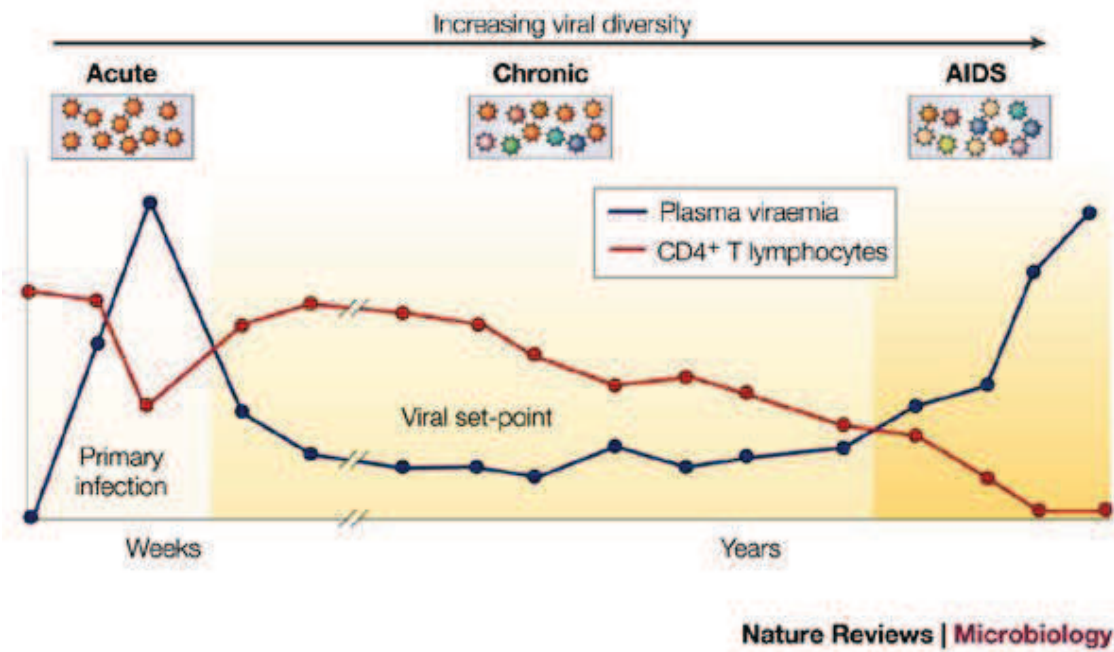 Increasing viral diversity
Acute
Chronic
AIDS
Plasma viraemia
CD4⁺ T lymphocytes
Viral set-point
Primary
infection
Weeks
Years
Nature Reviews | Microbiology